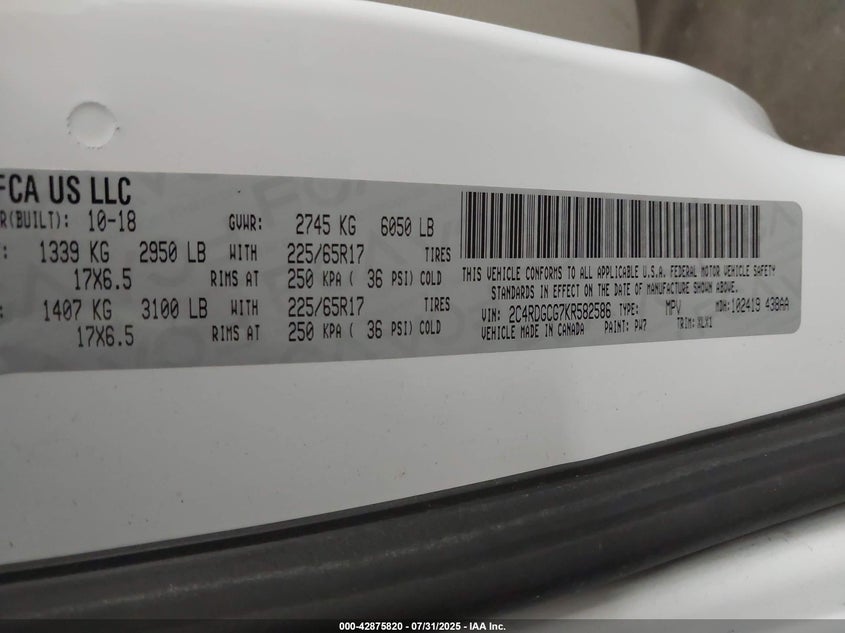 FCA US LLC
R(BUILT): 10-18 GVWR: 2745 KG 6050 LB
: 1339 KG 2950 LB WITH 225/65R17 TIRES
17X6.5 RIMS AT 250 KPA ( 36 PSI) COLD
: 1407 KG 3100 LB WITH 225/65R17 TIRES
17X6.5 RIMS AT 250 KPA ( 36 PSI) COLD
THIS VEHICLE CONFORMS TO ALL APPLICABLE U.S.A. FEDERAL MOTOR VEHICLE SAFETY
STANDARDS IN EFFECT ON THE DATE OF MANUFACTURE SHOWN ABOVE.
VIN: 2C4RDGCG7KR582586 TYPE: MPV MDH:102419 438AA
VEHICLE MADE IN CANADA PAINT: PW7 TRIM:
000-42875820 - 07/31/2025 - IAA Inc.